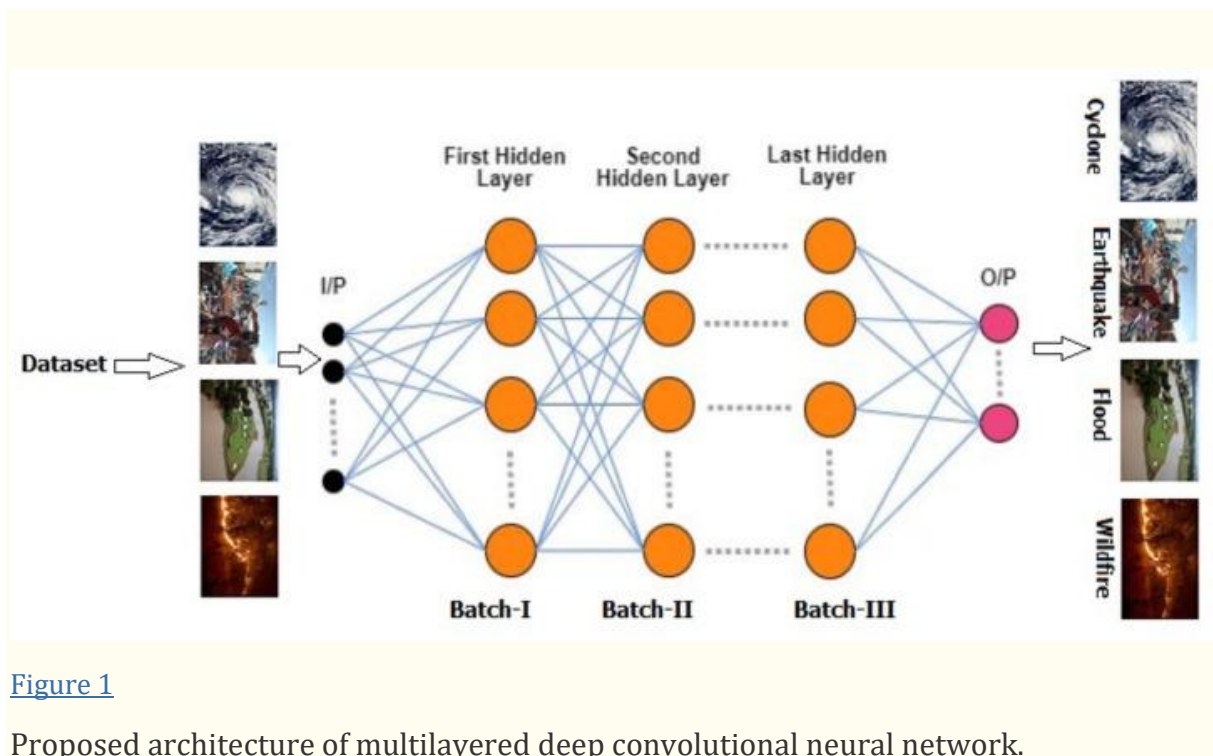 First Hidden
Layer
Second
Hidden Layer
Last Hidden
Layer
I/P
O/P
Dataset
Cyclone
Earthquake
Flood
Wildfire
Batch-I
Batch-II
Batch-III
Figure 1
Proposed architecture of multilayered deep convolutional neural network.